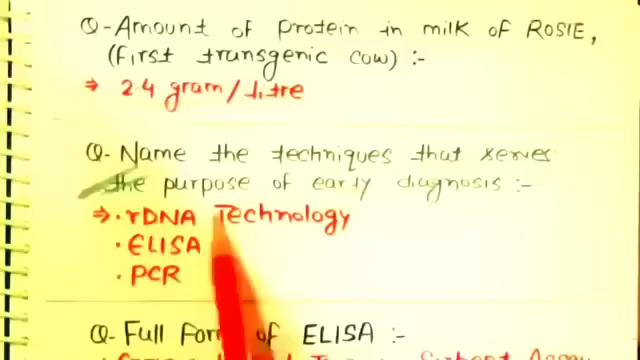 Q- Amount of protein in milk of ROSIE,
(First transgenic cow) :-
⇒ 2.4 gram/litre
Q- Name the techniques that serves
the purpose of early diagnosis :-
⇒ • rDNA Technology
• ELISA
• PCR
Q- Full Form of ELISA :-
Assay